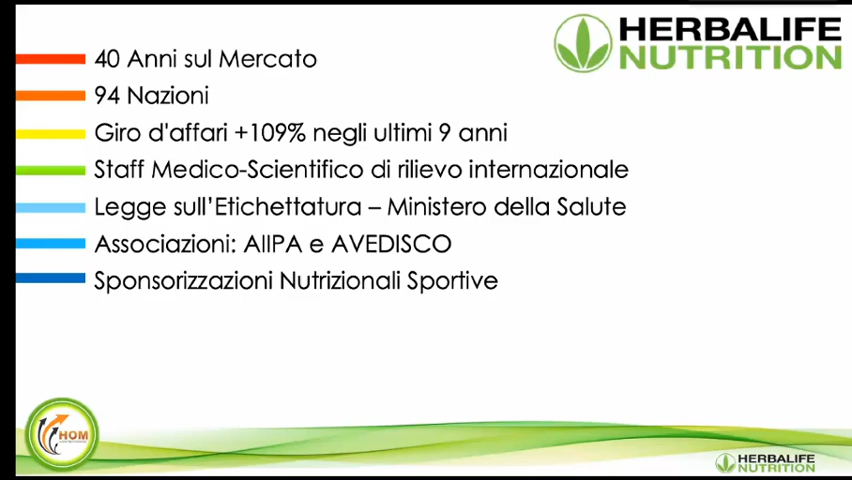 HERBALIFE
NUTRITION
40 Anni sul Mercato
94 Nazioni
Giro d'affari +109% negli ultimi 9 anni
Staff Medico-Scientifico di rilievo internazionale
Legge sull’Etichettatura – Ministero della Salute
Associazioni: AIIPA e AVEDISCO
Sponsorizzazioni Nutrizionali Sportive
HOM
HERBALIFE
NUTRITION